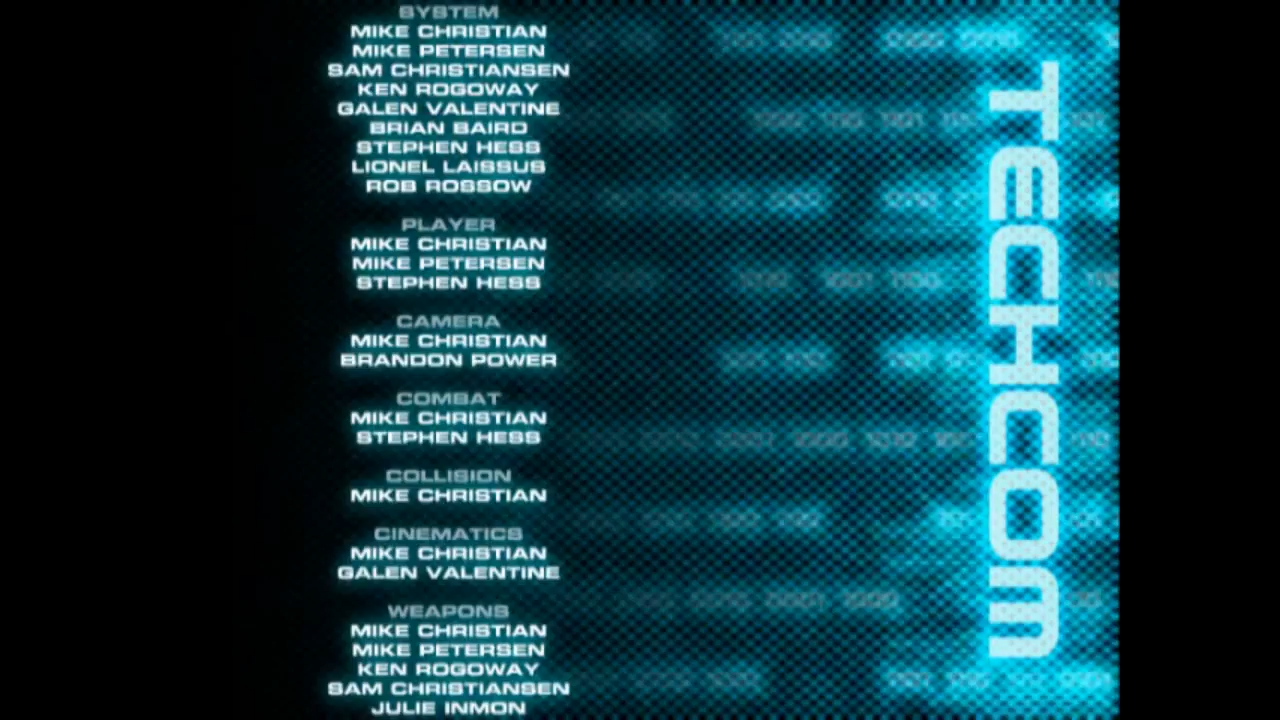 SYSTEM
MIKE CHRISTIAN
MIKE PETERSEN
SAM CHRISTIANSEN
KEN ROGOWAY
GALEN VALENTINE
BRIAN BAIRD
STEPHEN HESS
LIONEL LAISSUS
ROB ROSSOW
PLAYER
MIKE CHRISTIAN
MIKE PETERSEN
STEPHEN HESS
CAMERA
MIKE CHRISTIAN
BRANDON POWER
COMBAT
MIKE CHRISTIAN
STEPHEN HESS
COLLISION
MIKE CHRISTIAN
CINEMATICS
MIKE CHRISTIAN
GALEN VALENTINE
WEAPONS
MIKE CHRISTIAN
MIKE PETERSEN
KEN ROGOWAY
SAM CHRISTIANSEN
JULIE INMON
TECHCOM